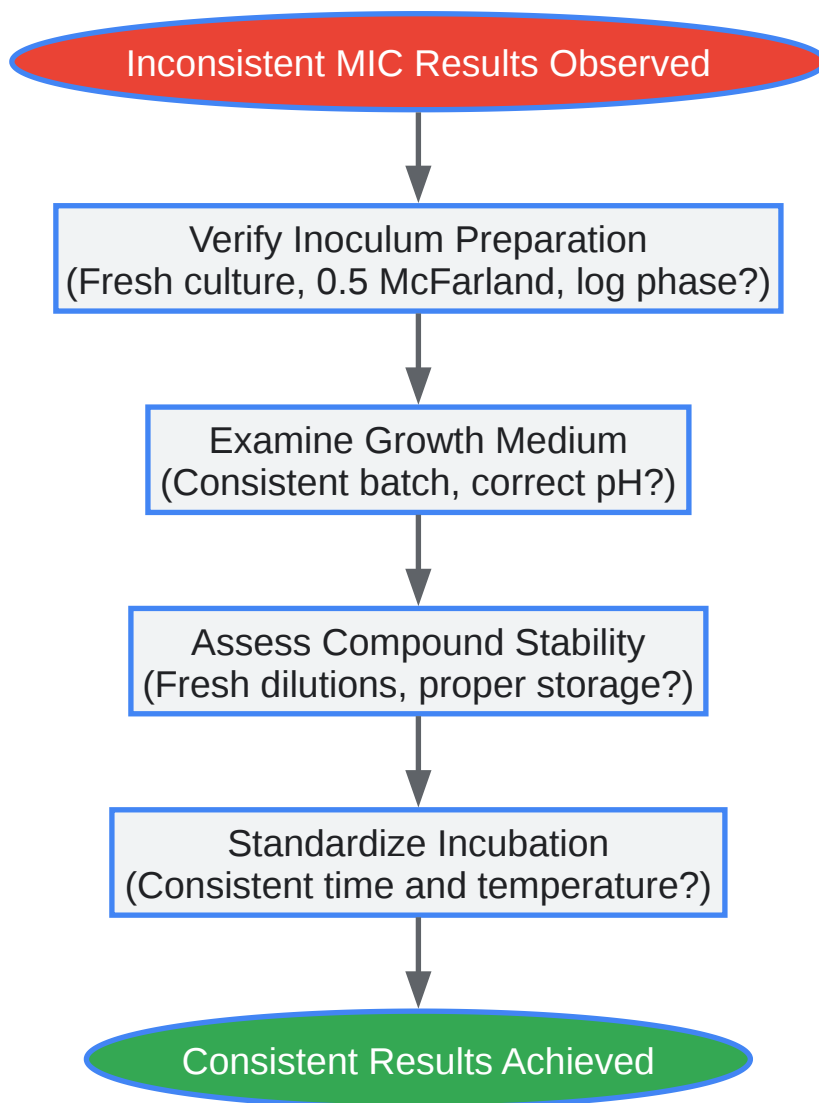 Inconsistent MIC Results Observed
Verify Inoculum Preparation
(Fresh culture, 0.5 McFarland, log phase?)
Examine Growth Medium
(Consistent batch, correct pH?)
Assess Compound Stability
(Fresh dilutions, proper storage?)
Standardize Incubation
(Consistent time and temperature?)
Consistent Results Achieved